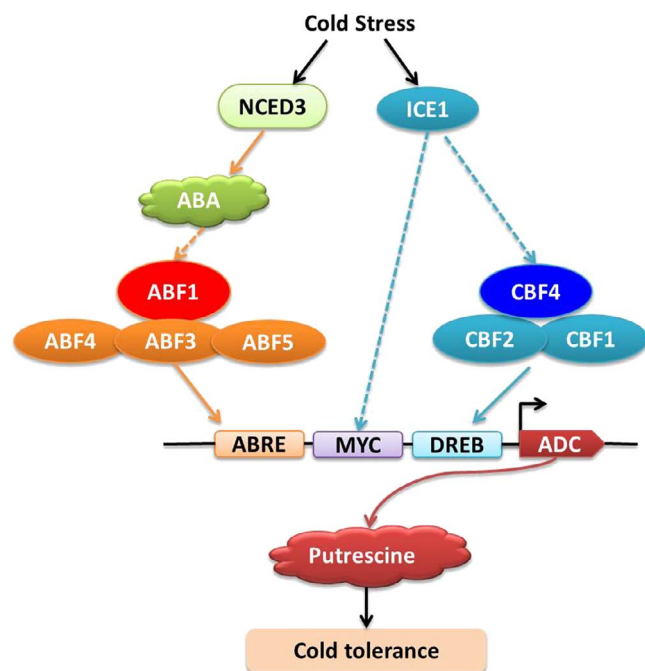 Cold Stress
NCED3
ICE1
ABA
ABF1
CBF4
ABF4
ABF3
ABF5
CBF2
CBF1
ABRE
MYC
DREB
ADC
Putrescine
Cold tolerance